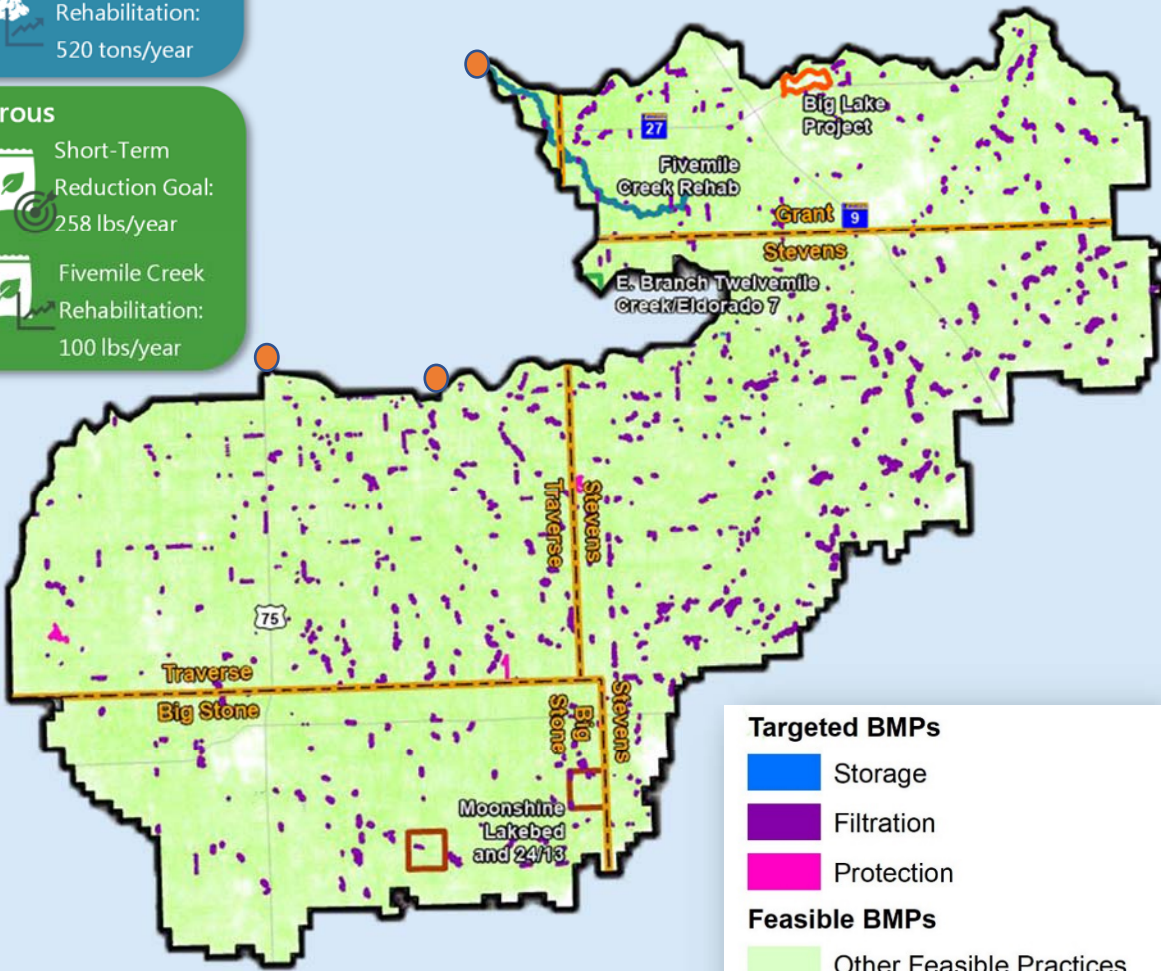 Rehabilitation:
520 tons/year
rous
Short-Term
Reduction Goal:
258 lbs/year
Fivemile Creek
Rehabilitation:
100 lbs/year
Big Lake
Project
27
Fivemile
Creek Rehab
Grant
9
Stevens
E. Branch Twelvemile
Creek/Eldorado 7
Traverse
Stevens
75
Traverse
Big Stone
Big
Stone
Stevens
Moonshine
Lakebed
and 24/13
Targeted BMPs
Storage
Filtration
Protection
Feasible BMPs
Other Feasible Practices